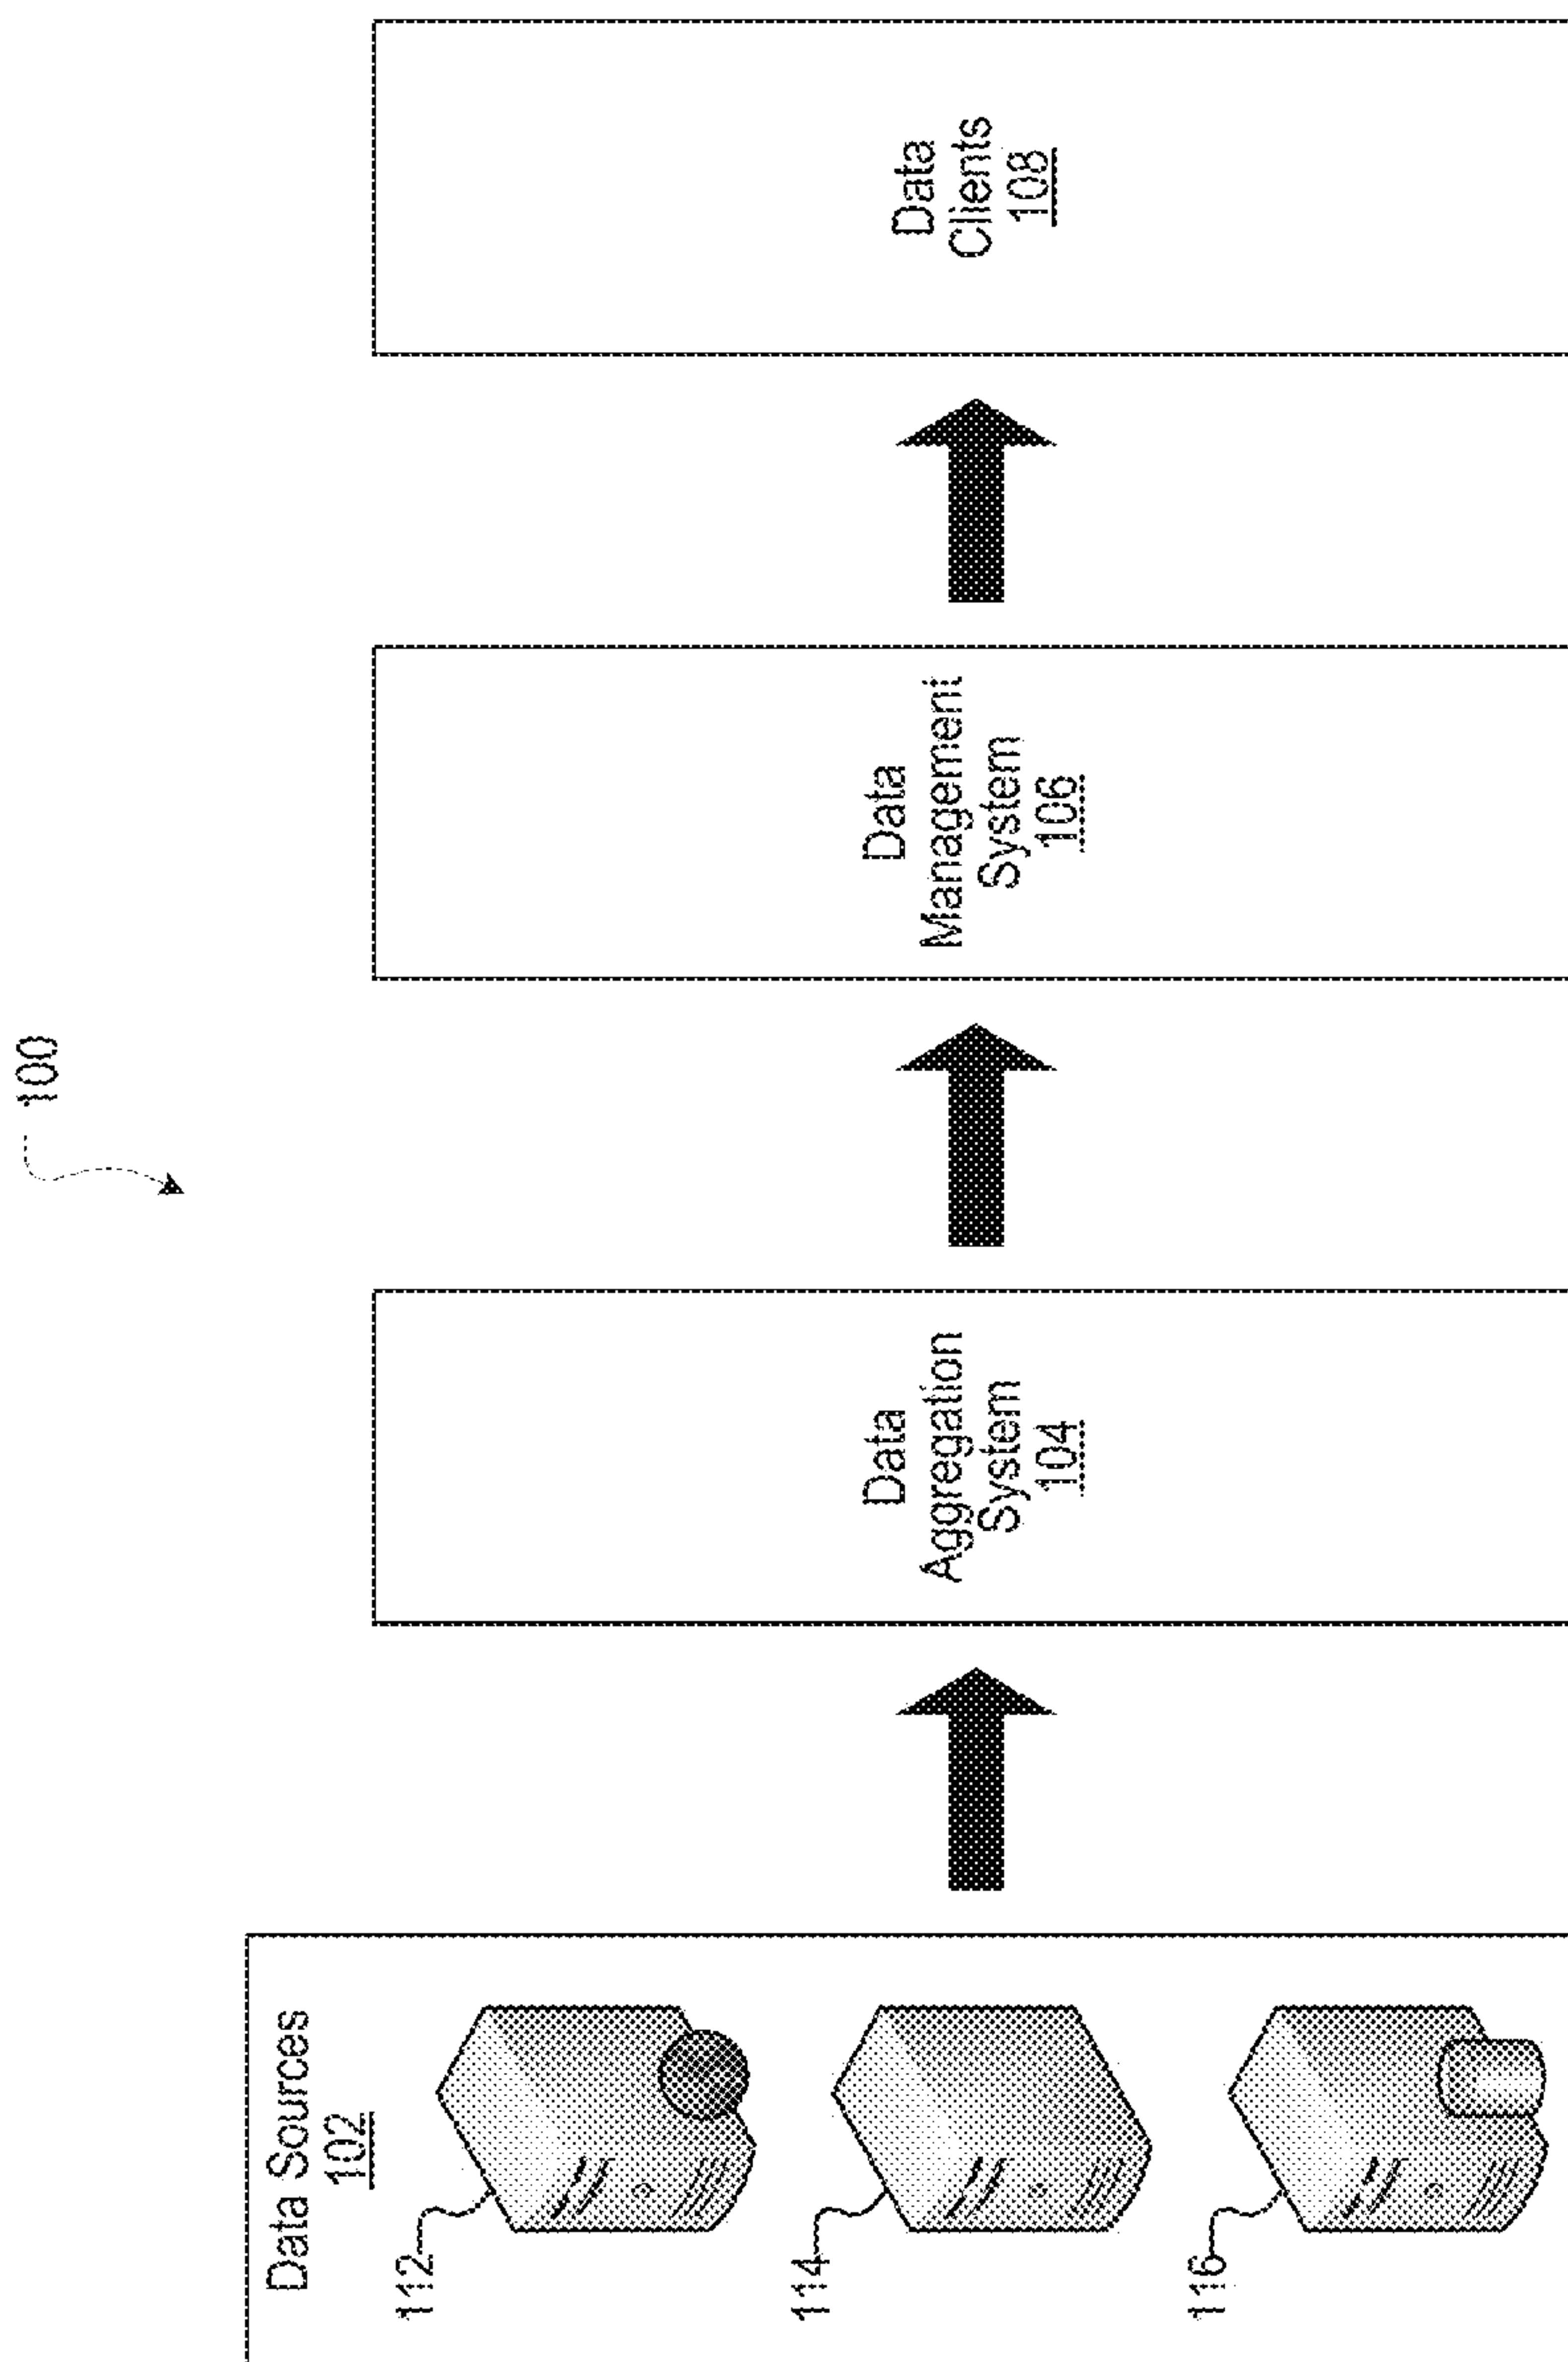 100
Data Sources
102
112
114
116
Data
Aggregation
System
104
Data
Management
System
106
Data
Clients
108